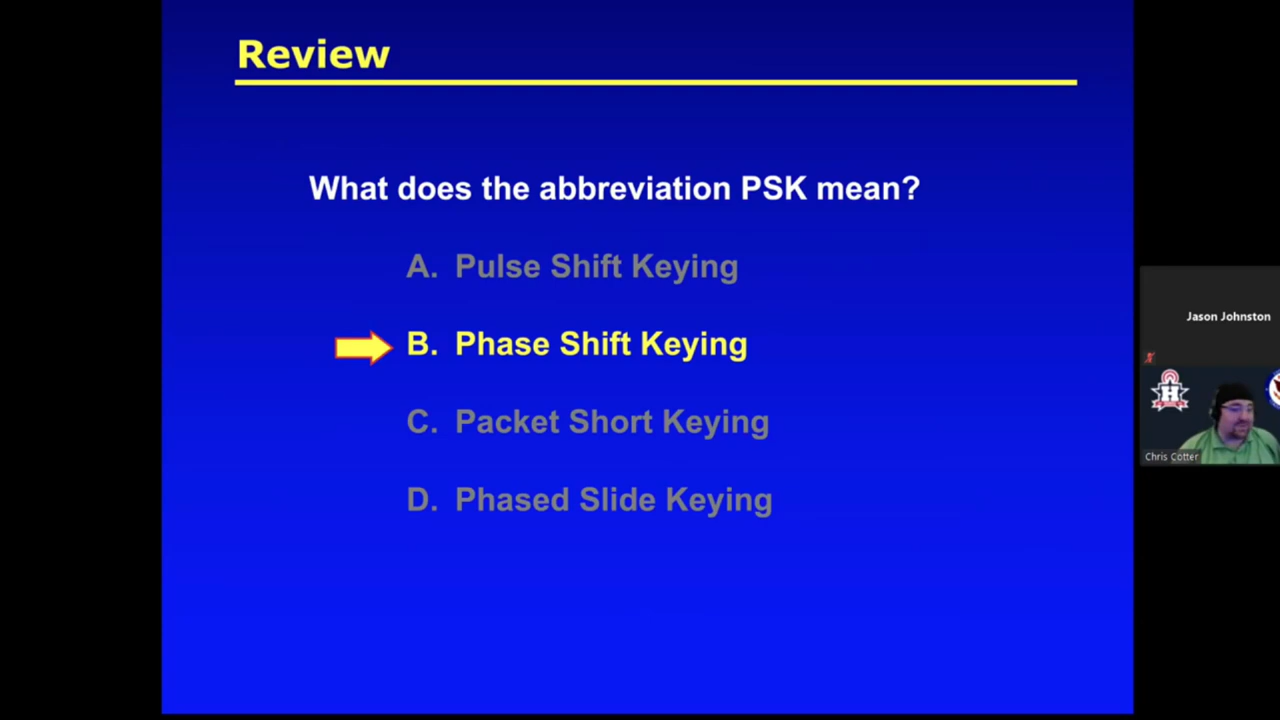 Review
What does the abbreviation PSK mean?
A. Pulse Shift Keying
B. Phase Shift Keying
C. Packet Short Keying
D. Phased Slide Keying
Jason Johnston
H
Chris Cotter